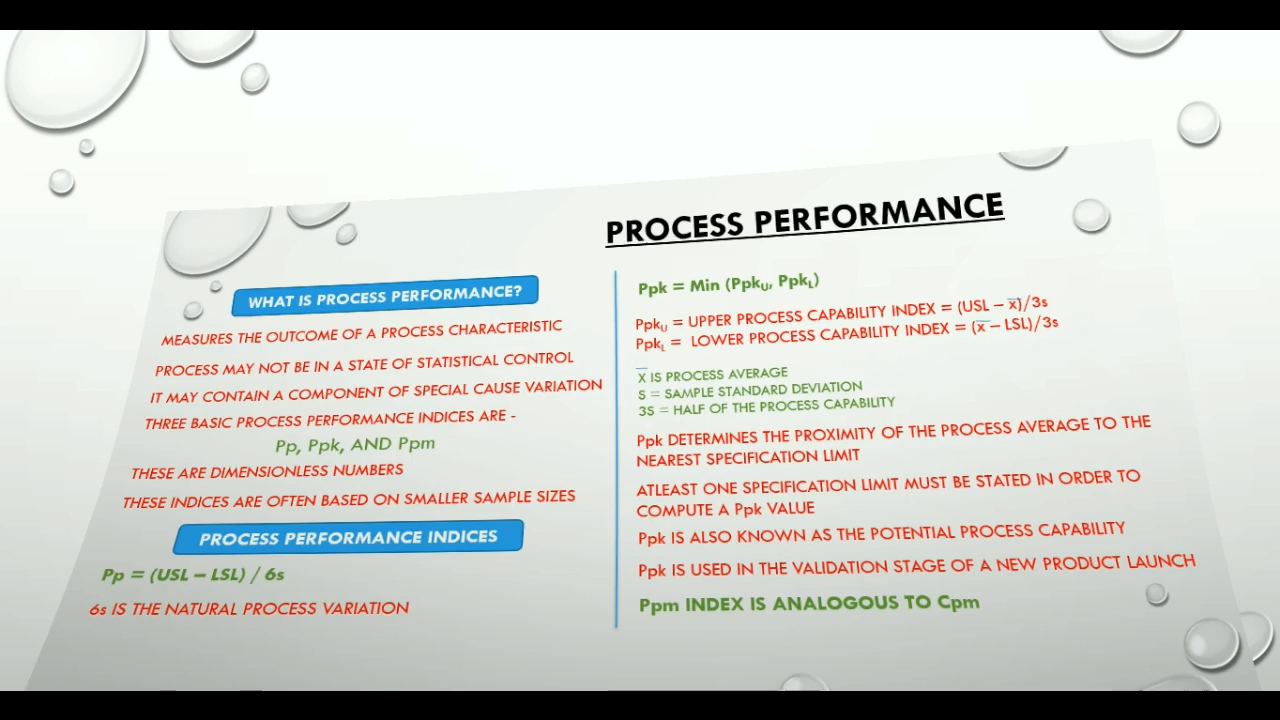 PROCESS PERFORMANCE
WHAT IS PROCESS PERFORMANCE?
MEASURES THE OUTCOME OF A PROCESS CHARACTERISTIC
PROCESS MAY NOT BE IN A STATE OF STATISTICAL CONTROL
IT MAY CONTAIN A COMPONENT OF SPECIAL CAUSE VARIATION
THREE BASIC PROCESS PERFORMANCE INDICES ARE -
Pp, Ppk, AND Ppm
THESE ARE DIMENSIONLESS NUMBERS
THESE INDICES ARE OFTEN BASED ON SMALLER SAMPLE SIZES
PROCESS PERFORMANCE INDICES
Pp = (USL – LSL) / 6s
6s IS THE NATURAL PROCESS VARIATION
Ppk = Min (Ppk_U, Ppk_L)
Ppk_U = UPPER PROCESS CAPABILITY INDEX = (USL – x̅)/3s
Ppk_L = LOWER PROCESS CAPABILITY INDEX = (x̅ – LSL)/3s
X̅ IS PROCESS AVERAGE
S = SAMPLE STANDARD DEVIATION
3S = HALF OF THE PROCESS CAPABILITY
Ppk DETERMINES THE PROXIMITY OF THE PROCESS AVERAGE TO THE
NEAREST SPECIFICATION LIMIT
ATLEAST ONE SPECIFICATION LIMIT MUST BE STATED IN ORDER TO
COMPUTE A Ppk VALUE
Ppk IS ALSO KNOWN AS THE POTENTIAL PROCESS CAPABILITY
Ppk IS USED IN THE VALIDATION STAGE OF A NEW PRODUCT LAUNCH
Ppm INDEX IS ANALOGOUS TO Cpm